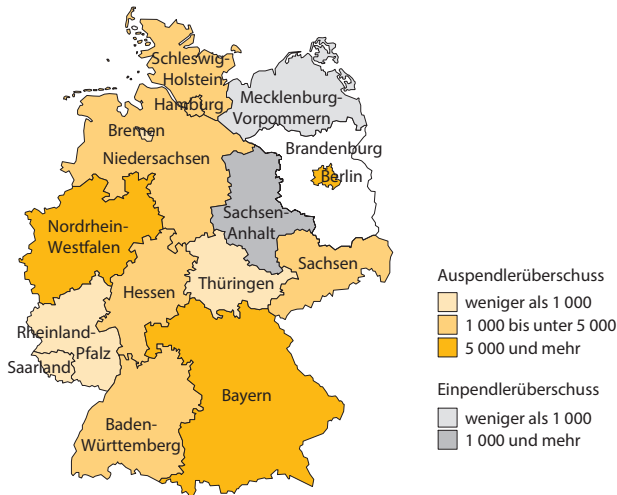 Schleswig-
Holstein
Hamburg
Mecklenburg-
Vorpommern
Bremen
Niedersachsen
Brandenburg
Berlin
Sachsen-
Anhalt
Nordrhein-
Westfalen
Sachsen
Thüringen
Hessen
Rheinland-
Pfalz
Saarland
Bayern
Baden-
Württemberg
Auspendlerüberschuss
weniger als 1 000
1 000 bis unter 5 000
5 000 und mehr
Einpendlerüberschuss
weniger als 1 000
1 000 und mehr